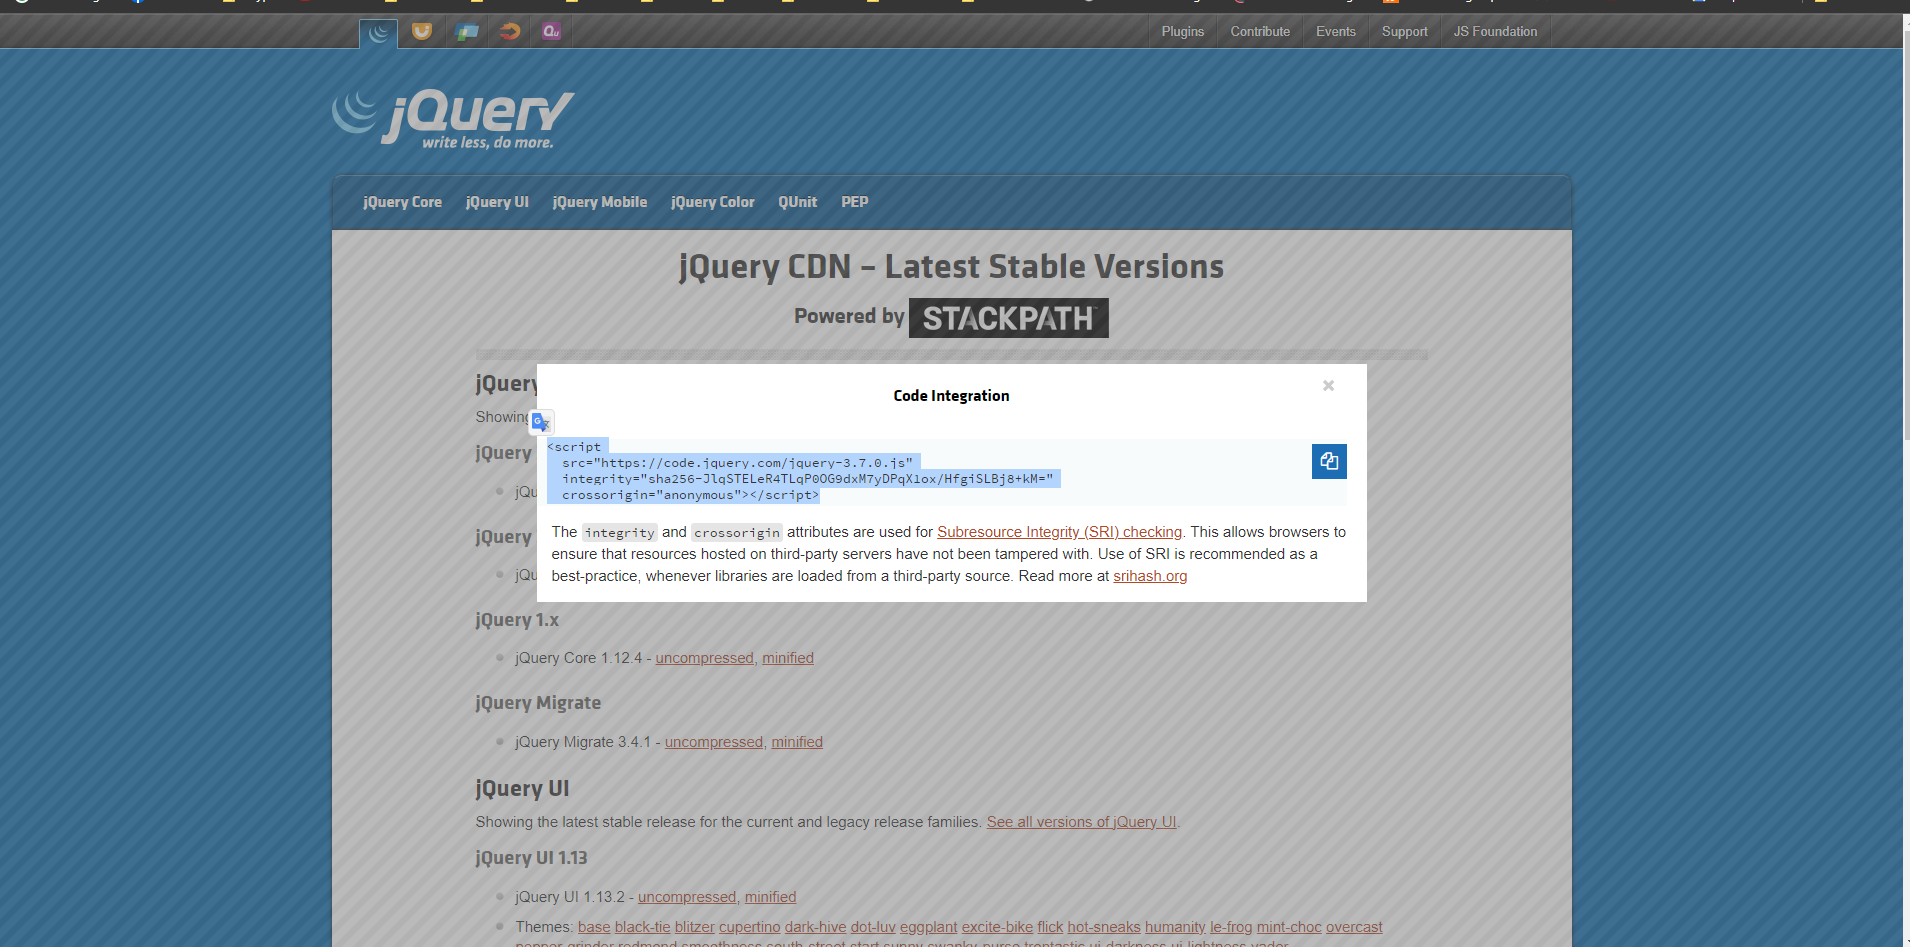 Plugins Contribute Events Support JS Foundation
jQuery
write less, do more.
jQuery Core jQuery UI jQuery Mobile jQuery Color QUnit PEP
jQuery CDN – Latest Stable Versions
Powered by STACKPATH
jQuery
Code Integration
Showing
<script
jQuery
src="https://code.jquery.com/jquery-3.7.0.js"
integrity="sha256-JlqSTELeR4TLqP0OG9dxM7yDPqX1ox/HfgiSLBj8+kM="
crossorigin="anonymous"></script>
The integrity and crossorigin attributes are used for Subresource Integrity (SRI) checking. This allows browsers to
ensure that resources hosted on third-party servers have not been tampered with. Use of SRI is recommended as a
best-practice, whenever libraries are loaded from a third-party source. Read more at srihash.org
jQuery
jQuery 1.x
jQuery Core 1.12.4 - uncompressed, minified
jQuery Migrate
jQuery Migrate 3.4.1 - uncompressed, minified
jQuery UI
Showing the latest stable release for the current and legacy release families. See all versions of jQuery UI.
jQuery UI 1.13
jQuery UI 1.13.2 - uncompressed, minified
Themes: base black-tie blitzer cupertino dark-hive dot-luv eggplant excite-bike flick hot-sneaks humanity le-frog mint-choc overcast